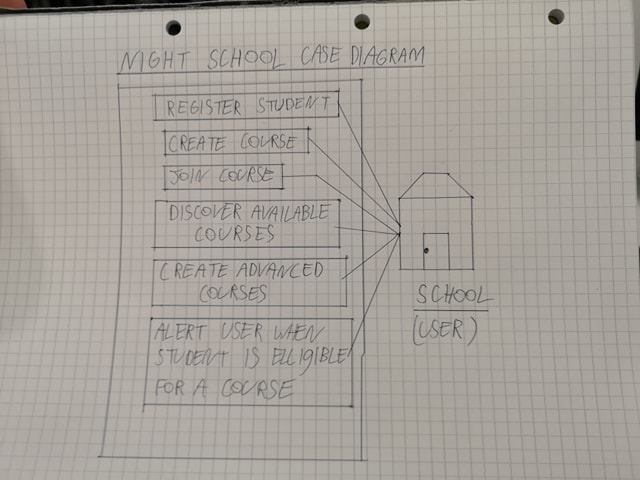 NIGHT SCHOOL CASE DIAGRAM
REGISTER STUDENT
CREATE COURSE
JOIN COURSE
DISCOVER AVAILABLE
COURSES
CREATE ADVANCED
COURSES
ALERT USER WHEN
STUDENT IS ELLIGIBLE
FOR A COURSE
SCHOOL
(USER)